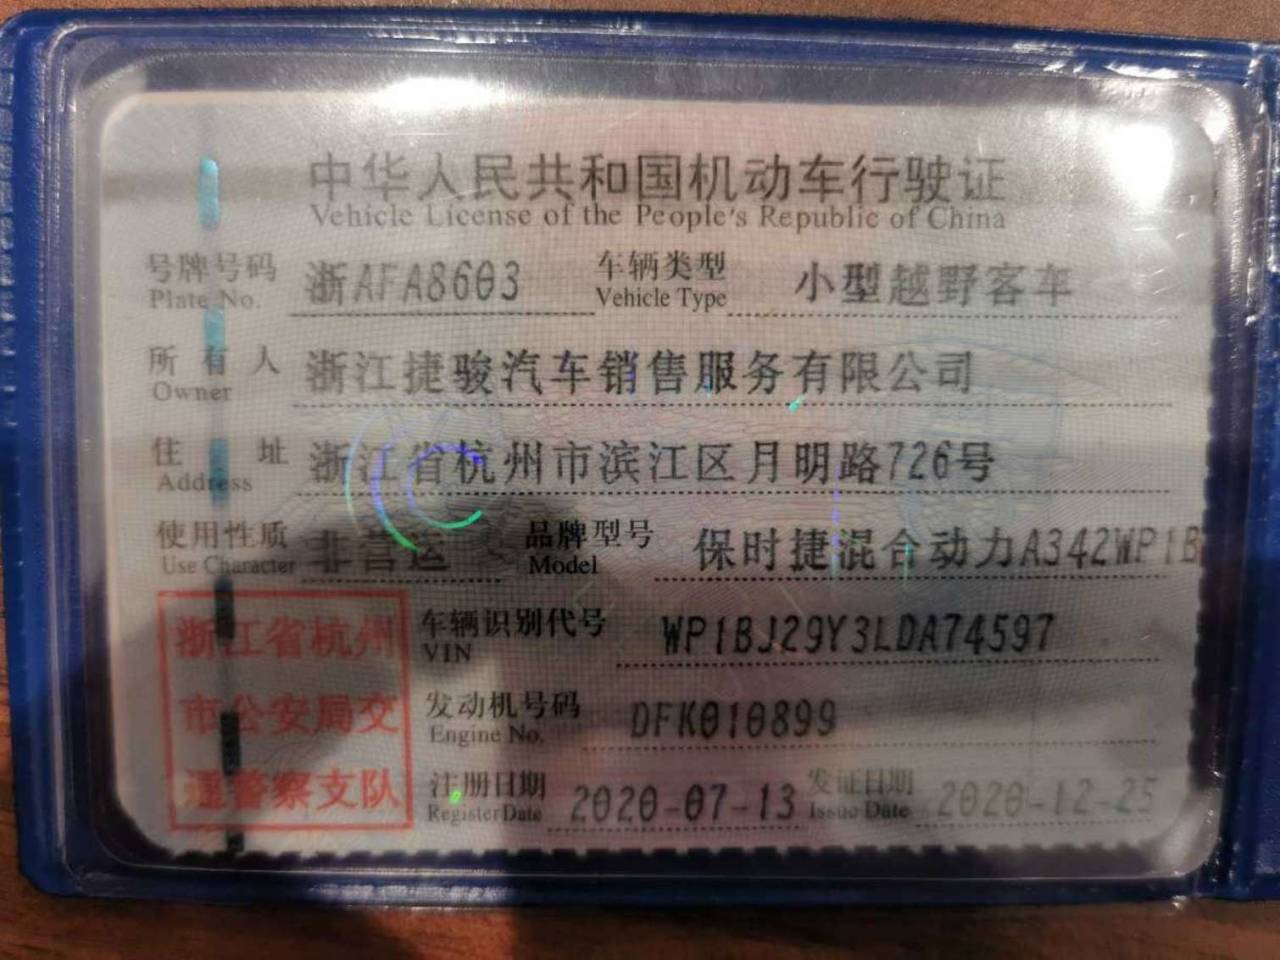 中华人民共和国机动车行驶证
Vehicle License of the People's Republic of China
号牌号码 浙AFA8603 车辆类型 小型越野客车
Plate No. Vehicle Type
所有人 浙江捷骏汽车销售服务有限公司
Owner
住址 浙江省杭州市滨江区月明路726号
Address
使用性质 非营运 品牌型号 保时捷混合动力A342WP1B
Use Character Model
浙江省杭州 车辆识别代号 WP1BJ29Y3LDA74597
VIN
市公安局交 发动机号码 DFK010899
Engine No.
通警察支队 注册日期 2020-07-13 发证日期 2020-12-25
Register Date Issue Date